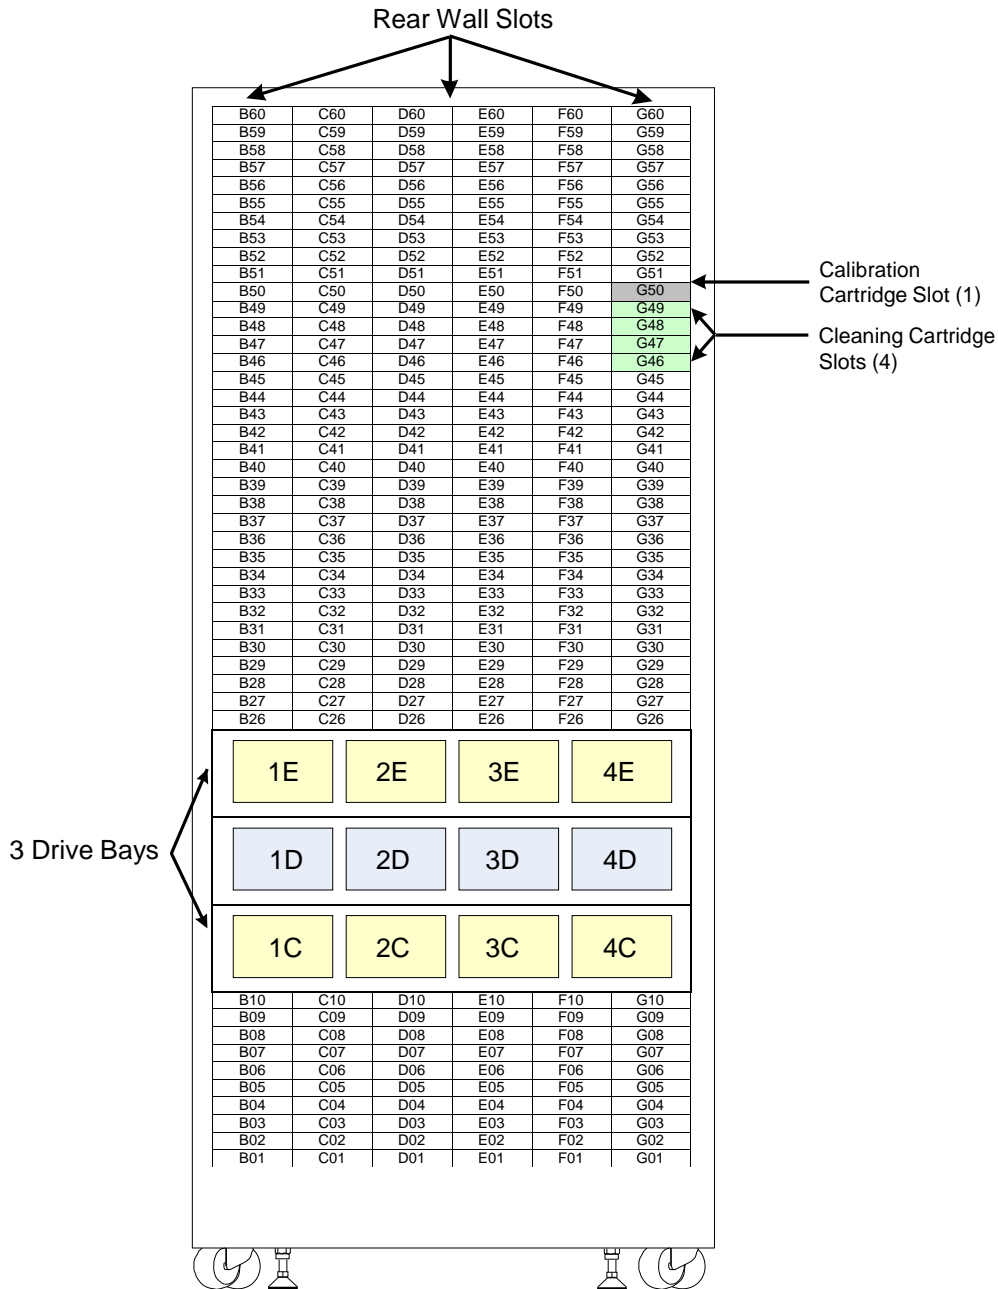 Rear Wall Slots
B60 C60 D60 E60 F60 G60
B59 C59 D59 E59 F59 G59
B58 C58 D58 E58 F58 G58
B57 C57 D57 E57 F57 G57
B56 C56 D56 E56 F56 G56
B55 C55 D55 E55 F55 G55
B54 C54 D54 E54 F54 G54
B53 C53 D53 E53 F53 G53
B52 C52 D52 E52 F52 G52
B51 C51 D51 E51 F51 G51
B50 C50 D50 E50 F50 G50
Calibration
Cartridge Slot (1)
B49 C49 D49 E49 F49 G49
B48 C48 D48 E48 F48 G48
B47 C47 D47 E47 F47 G47
B46 C46 D46 E46 F46 G46
Cleaning Cartridge
Slots (4)
B45 C45 D45 E45 F45 G45
B44 C44 D44 E44 F44 G44
B43 C43 D43 E43 F43 G43
B42 C42 D42 E42 F42 G42
B41 C41 D41 E41 F41 G41
B40 C40 D40 E40 F40 G40
B39 C39 D39 E39 F39 G39
B38 C38 D38 E38 F38 G38
B37 C37 D37 E37 F37 G37
B36 C36 D36 E36 F36 G36
B35 C35 D35 E35 F35 G35
B34 C34 D34 E34 F34 G34
B33 C33 D33 E33 F33 G33
B32 C32 D32 E32 F32 G32
B31 C31 D31 E31 F31 G31
B30 C30 D30 E30 F30 G30
B29 C29 D29 E29 F29 G29
B28 C28 D28 E28 F28 G28
B27 C27 D27 E27 F27 G27
B26 C26 D26 E26 F26 G26
1E 2E 3E 4E
3 Drive Bays
1D 2D 3D 4D
1C 2C 3C 4C
B10 C10 D10 E10 F10 G10
B09 C09 D09 E09 F09 G09
B08 C08 D08 E08 F08 G08
B07 C07 D07 E07 F07 G07
B06 C06 D06 E06 F06 G06
B05 C05 D05 E05 F05 G05
B04 C04 D04 E04 F04 G04
B03 C03 D03 E03 F03 G03
B02 C02 D02 E02 F02 G02
B01 C01 D01 E01 F01 G01